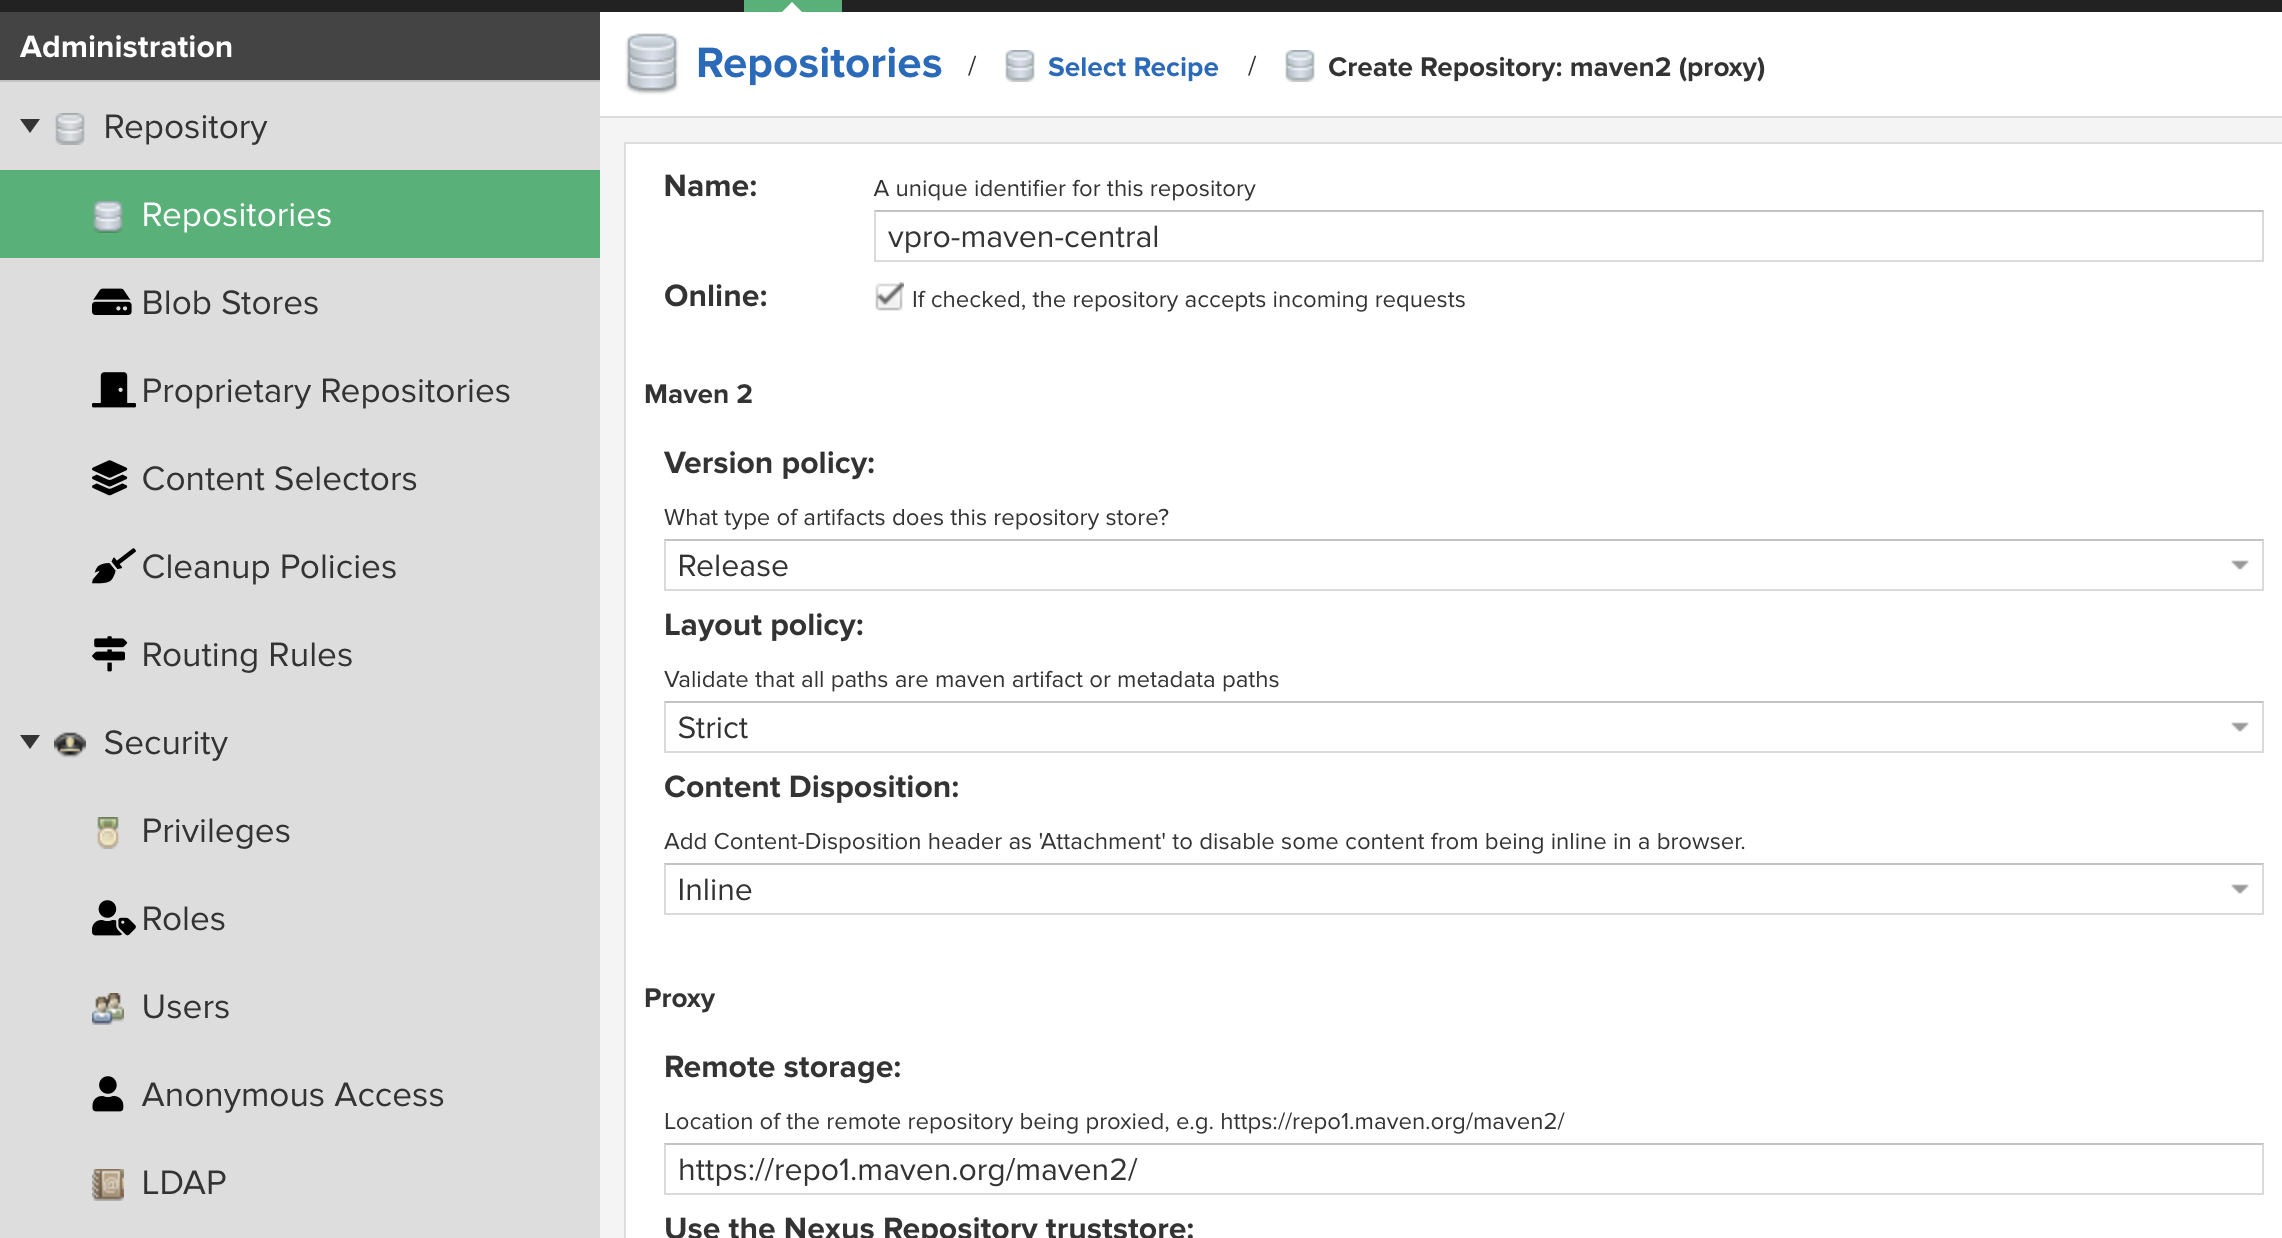 Administration
Repository
Repositories
Blob Stores
Proprietary Repositories
Content Selectors
Cleanup Policies
Routing Rules
Security
Privileges
Roles
Users
Anonymous Access
LDAP
Repositories / Select Recipe / Create Repository: maven2 (proxy)
Name: A unique identifier for this repository
vpro-maven-central
Online: If checked, the repository accepts incoming requests
Maven 2
Version policy:
What type of artifacts does this repository store?
Release
Layout policy:
Validate that all paths are maven artifact or metadata paths
Strict
Content Disposition:
Add Content-Disposition header as 'Attachment' to disable some content from being inline in a browser.
Inline
Proxy
Remote storage:
Location of the remote repository being proxied, e.g. https://repo1.maven.org/maven2/
https://repo1.maven.org/maven2/
Use the Nexus Repository truststore: